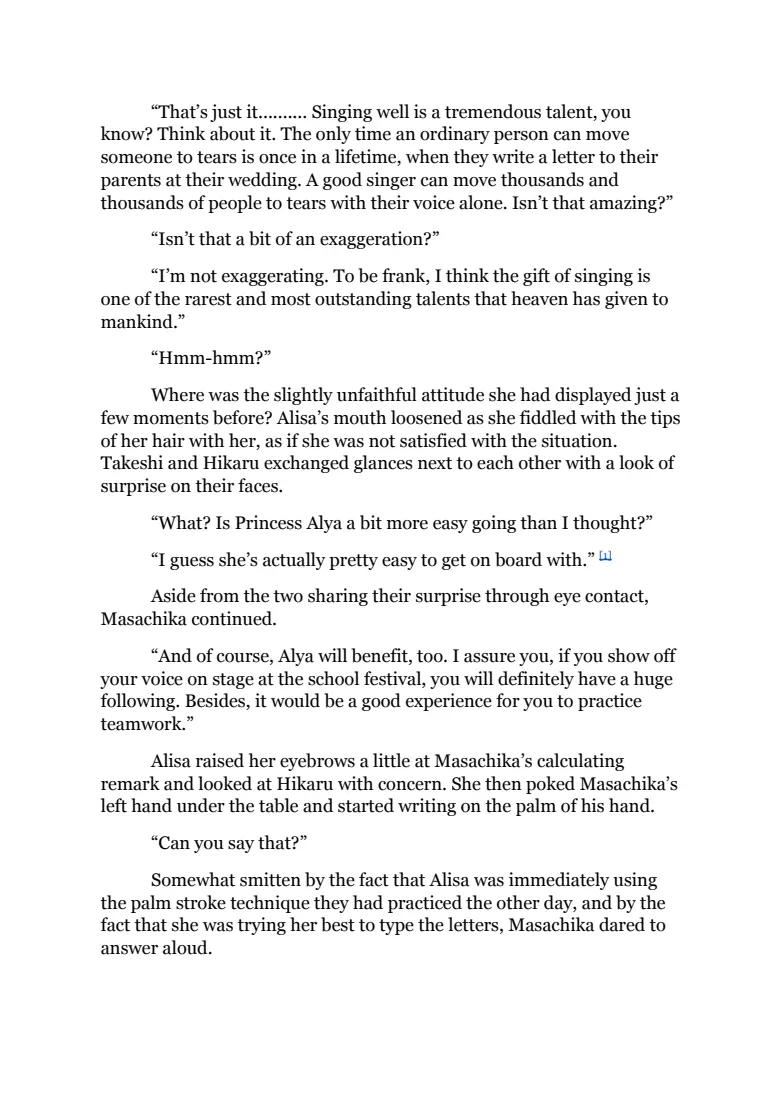 “That’s just it.......... Singing well is a tremendous talent, you
know? Think about it. The only time an ordinary person can move
someone to tears is once in a lifetime, when they write a letter to their
parents at their wedding. A good singer can move thousands and
thousands of people to tears with their voice alone. Isn’t that amazing?”
“Isn’t that a bit of an exaggeration?”
“I’m not exaggerating. To be frank, I think the gift of singing is
one of the rarest and most outstanding talents that heaven has given to
mankind.”
“Hmm-hmm?”
Where was the slightly unfaithful attitude she had displayed just a
few moments before? Alisa’s mouth loosened as she fiddled with the tips
of her hair with her, as if she was not satisfied with the situation.
Takeshi and Hikaru exchanged glances next to each other with a look of
surprise on their faces.
“What? Is Princess Alya a bit more easy going than I thought?”
“I guess she’s actually pretty easy to get on board with.” [1]
Aside from the two sharing their surprise through eye contact,
Masachika continued.
“And of course, Alya will benefit, too. I assure you, if you show off
your voice on stage at the school festival, you will definitely have a huge
following. Besides, it would be a good experience for you to practice
teamwork.”
Alisa raised her eyebrows a little at Masachika’s calculating
remark and looked at Hikaru with concern. She then poked Masachika’s
left hand under the table and started writing on the palm of his hand.
“Can you say that?”
Somewhat smitten by the fact that Alisa was immediately using
the palm stroke technique they had practiced the other day, and by the
fact that she was trying her best to type the letters, Masachika dared to
answer aloud.